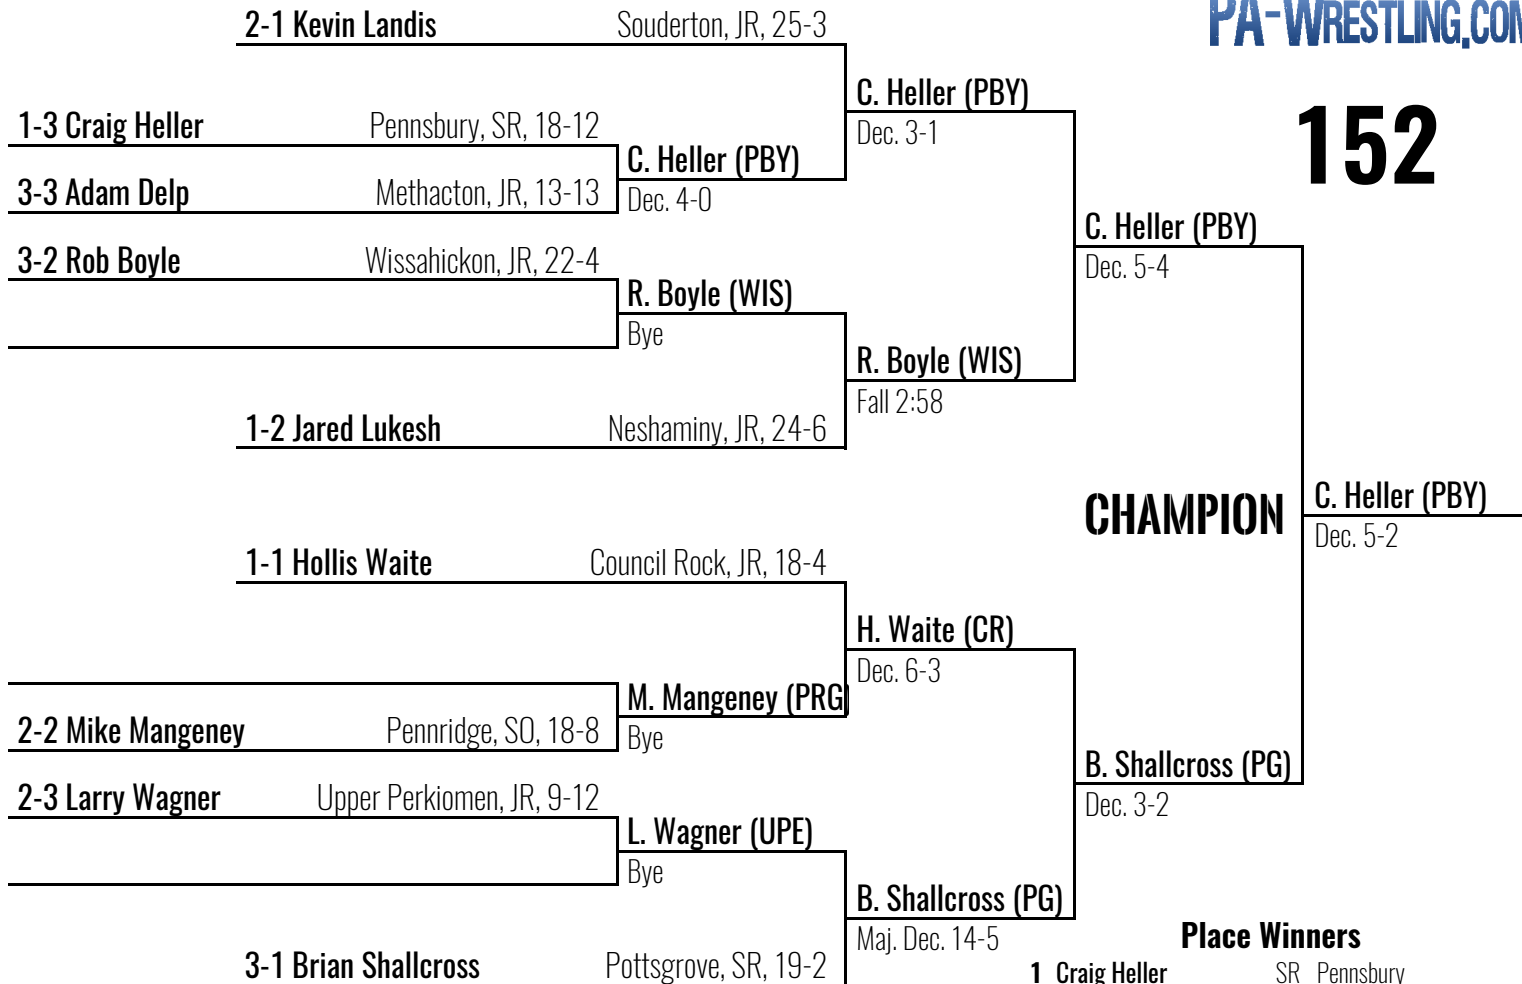 PA-WRESTLING.COM
152
2-1 Kevin Landis Souderton, JR, 25-3
C. Heller (PBY)
Dec. 3-1
1-3 Craig Heller Pennsbury, SR, 18-12
C. Heller (PBY)
Dec. 4-0
3-3 Adam Delp Methacton, JR, 13-13
C. Heller (PBY)
Dec. 5-4
3-2 Rob Boyle Wissahickon, JR, 22-4
R. Boyle (WIS)
Bye
R. Boyle (WIS)
Fall 2:58
1-2 Jared Lukesh Neshaminy, JR, 24-6
CHAMPION
C. Heller (PBY)
Dec. 5-2
1-1 Hollis Waite Council Rock, JR, 18-4
H. Waite (CR)
Dec. 6-3
M. Mangeney (PRG)
Bye
2-2 Mike Mangeney Pennridge, SO, 18-8
B. Shallcross (PG)
Dec. 3-2
2-3 Larry Wagner Upper Perkiomen, JR, 9-12
L. Wagner (UPE)
Bye
B. Shallcross (PG)
Maj. Dec. 14-5
3-1 Brian Shallcross Pottsgrove, SR, 19-2
Place Winners
1 Craig Heller SR Pennsbury